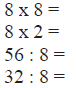 8 x 8 =
8 x 2 =
56 : 8 =
32 : 8 =